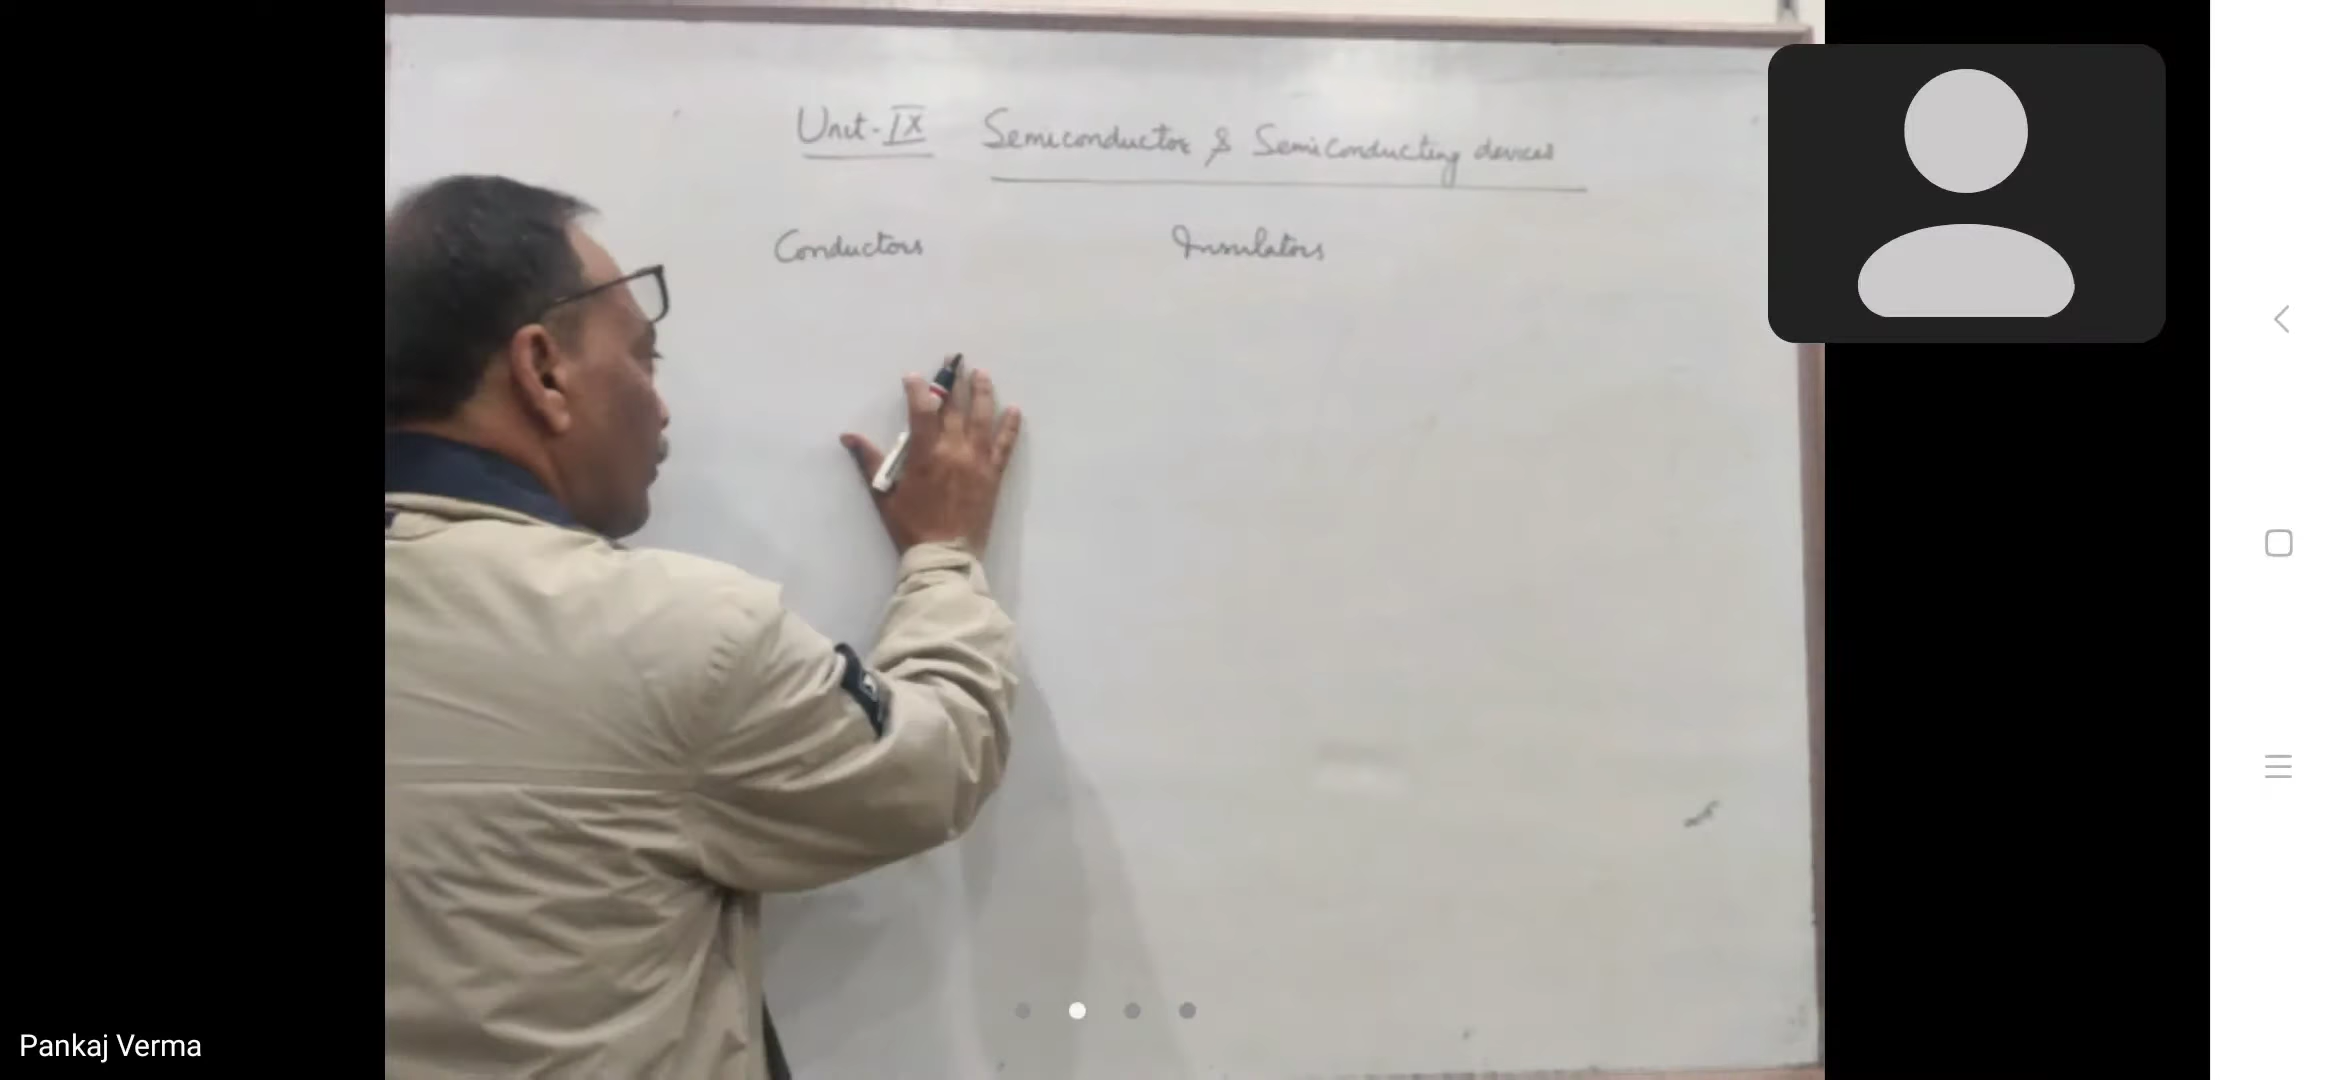 Unit-IX Semiconductor & Semiconducting devices
Conductors Insulators
Pankaj Verma